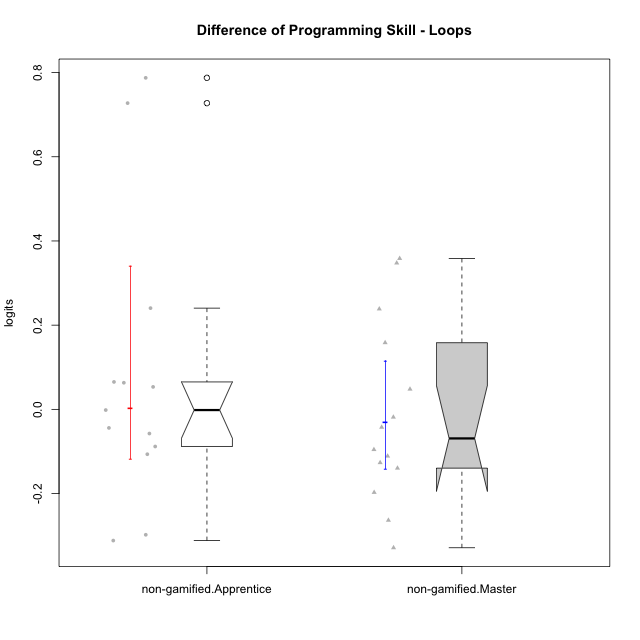 Difference of Programming Skill - Loops
logits
0.8
0.6
0.4
0.2
0.0
-0.2
non-gamified.Apprentice
non-gamified.Master